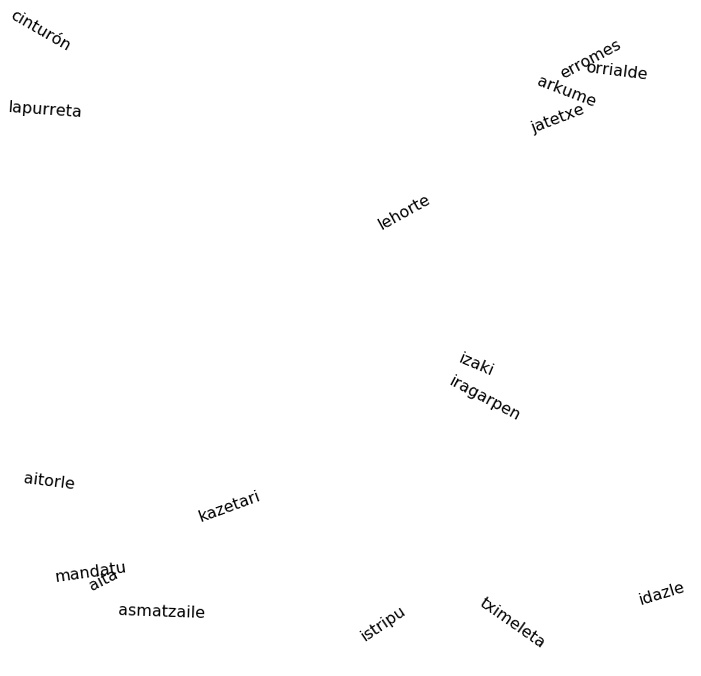 cinturón
erromes
orrialde
arkume
lapurreta
jatetxe
lehorte
izaki
iragarpen
aitorle
kazetari
mandatu
aita
asmatzaile
idazle
istripu
tximeleta